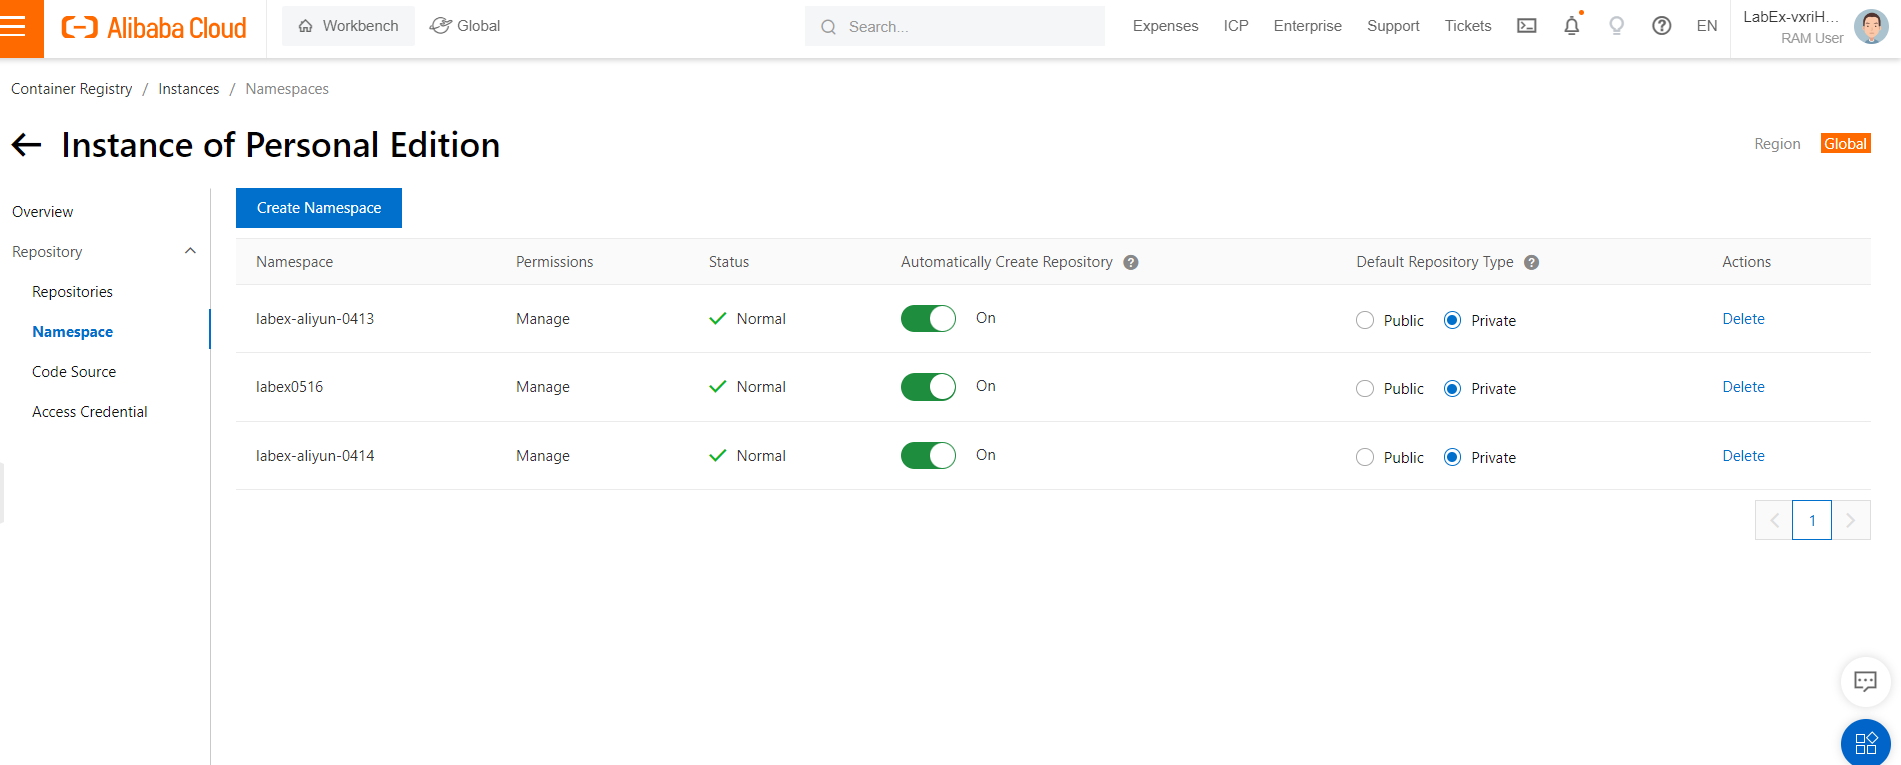 Alibaba Cloud Workbench Global Search... Expenses ICP Enterprise Support Tickets EN LabEx-vxriH...
RAM User
Container Registry / Instances / Namespaces
Instance of Personal Edition
Region Global
Overview
Repository
Repositories
Namespace
Code Source
Access Credential
Create Namespace
Namespace Permissions Status Automatically Create Repository ? Default Repository Type ? Actions
labex-aliyun-0413 Manage Normal On Public Private Delete
labex0516 Manage Normal On Public Private Delete
labex-aliyun-0414 Manage Normal On Public Private Delete
1